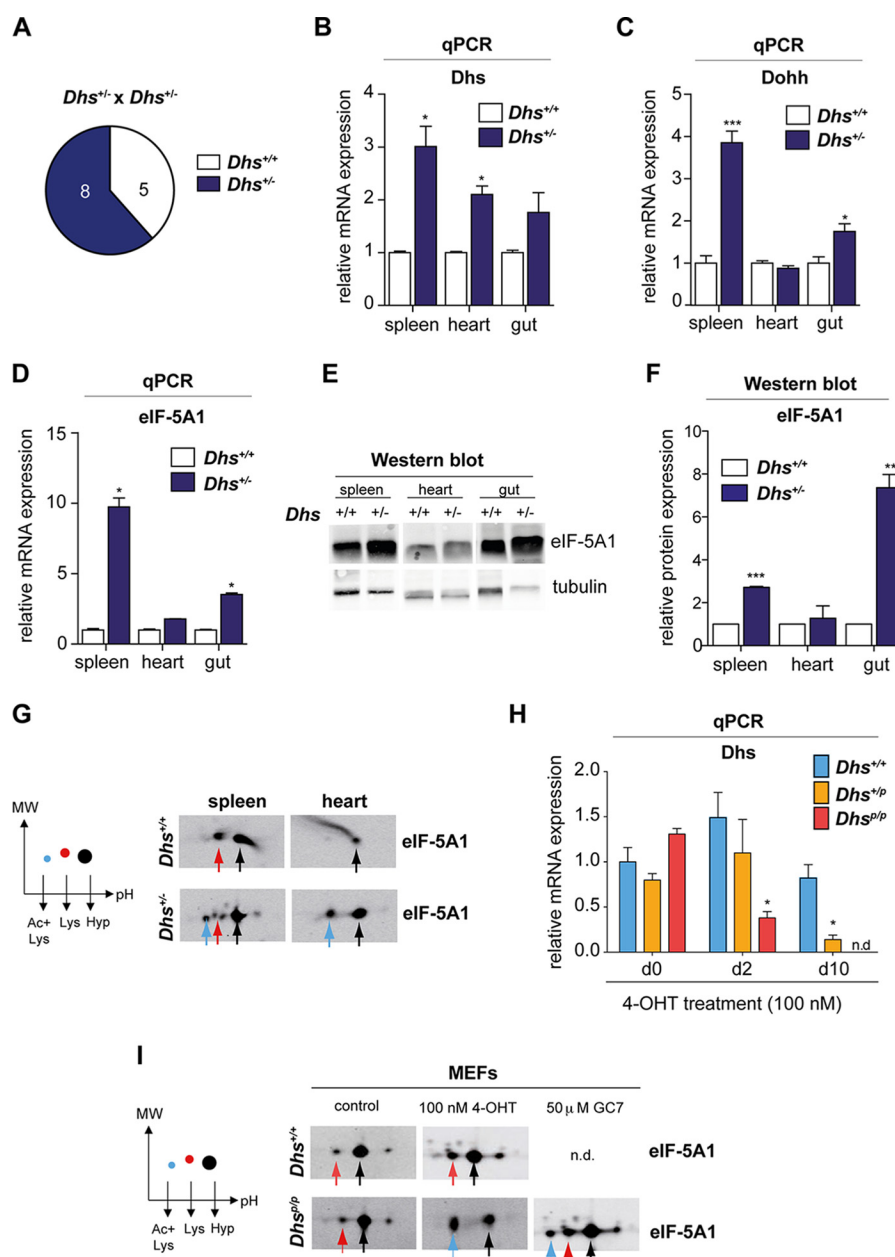 A
Dhs+/- x Dhs+/-
8
5
Dhs+/+
Dhs+/-
B
qPCR
Dhs
relative mRNA expression
4
3
2
1
0
*
*
Dhs+/+
Dhs+/-
spleen heart gut
C
qPCR
Dohh
relative mRNA expression
5
4
3
2
1
0
***
*
Dhs+/+
Dhs+/-
spleen heart gut
D
qPCR
eIF-5A1
relative mRNA expression
15
10
5
0
*
*
Dhs+/+
Dhs+/-
spleen heart gut
E
Western blot
spleen heart gut
Dhs +/+ +/- +/+ +/- +/+ +/-
eIF-5A1
tubulin
F
Western blot
eIF-5A1
relative protein expression
10
8
6
4
2
0
***
**
Dhs+/+
Dhs+/-
spleen heart gut
G
MW
pH
Ac+ Lys Hyp
Lys
spleen heart
Dhs+/+
eIF-5A1
Dhs+/-
eIF-5A1
H
qPCR
Dhs
relative mRNA expression
2.0
1.5
1.0
0.5
0.0
*
*
n.d
Dhs+/+
Dhs+/p
Dhsp/p
d0 d2 d10
4-OHT treatment (100 nM)
I
MW
pH
Ac+ Lys Hyp
Lys
MEFs
control 100 nM 4-OHT 50 μM GC7
Dhs+/+
n.d.
eIF-5A1
Dhsp/p
eIF-5A1